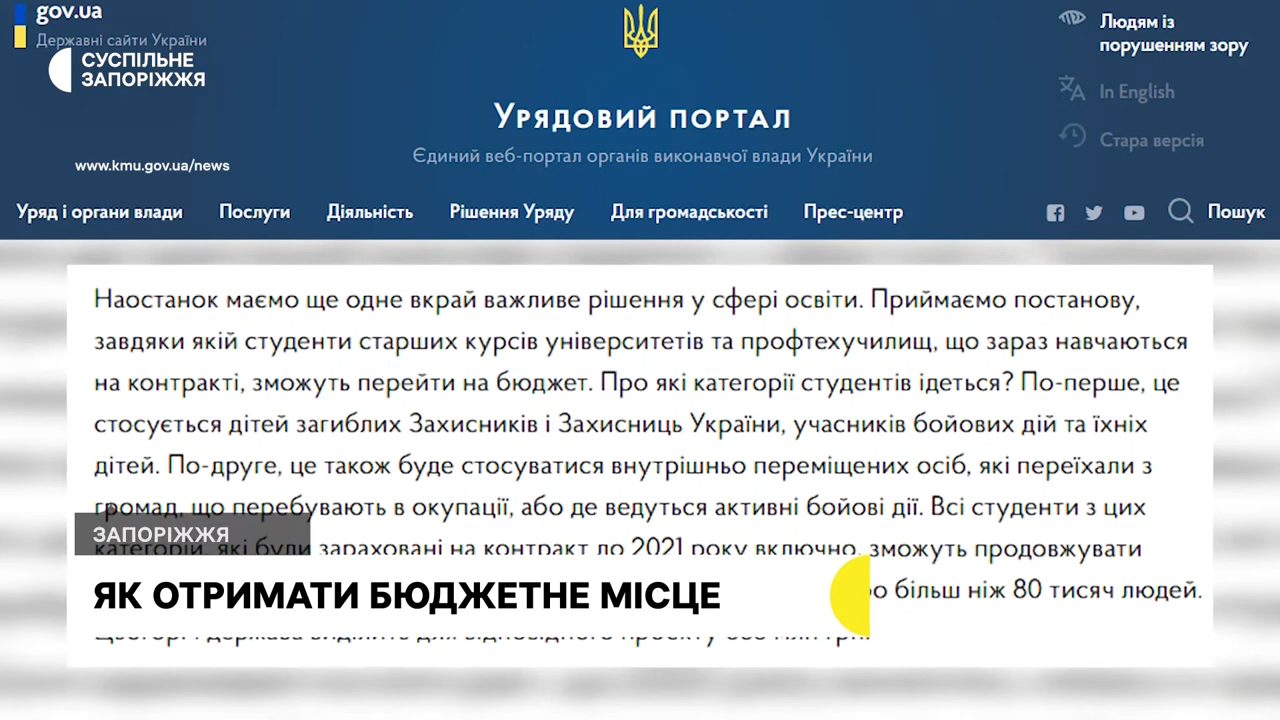 gov.ua
Державні сайти України
СУСПІЛЬНЕ
ЗАПОРІЖЖЯ
www.kmu.gov.ua/news
Урядовий портал
Єдиний веб-портал органів виконавчої влади України
Людям із
порушенням зору
In English
Стара версія
Уряд і органи влади Послуги Діяльність Рішення Уряду Для громадськості Прес-центр Пошук
Наостанок маємо ще одне вкрай важливе рішення у сфері освіти. Приймаємо постанову,
завдяки якій студенти старших курсів університетів та профтехучилищ, що зараз навчаються
на контракті, зможуть перейти на бюджет. Про які категорії студентів ідеться? По-перше, це
стосується дітей загиблих Захисників і Захисниць України, учасників бойових дій та їхніх
дітей. По-друге, це також буде стосуватися внутрішньо переміщених осіб, які переїхали з
громад, що перебувають в окупації, або де ведуться активні бойові дії. Всі студенти з цих
категорій, які були зараховані на контракт до 2021 року включно, зможуть продовжувати
більш ніж 80 тисяч людей.
ЗАПОРІЖЖЯ
ЯК ОТРИМАТИ БЮДЖЕТНЕ МІСЦЕ